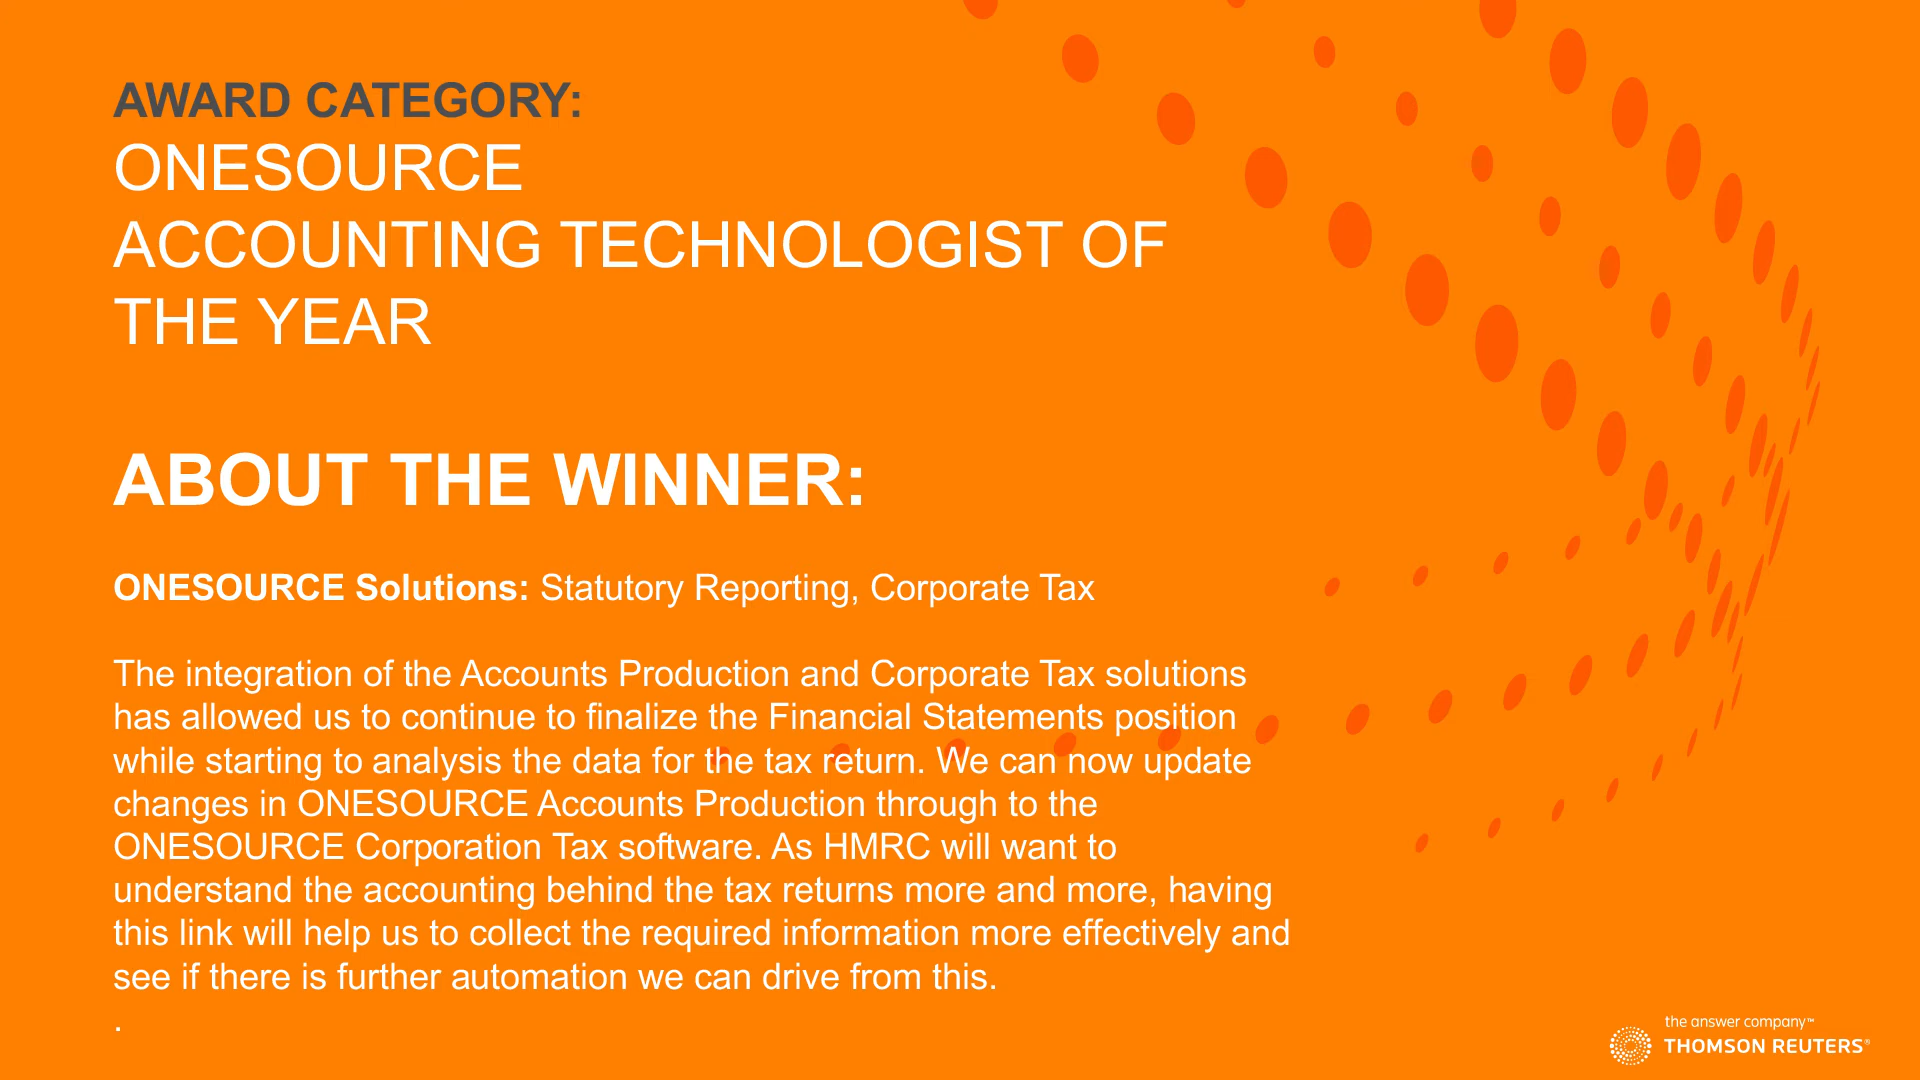 AWARD CATEGORY:
ONESOURCE
ACCOUNTING TECHNOLOGIST OF
THE YEAR
ABOUT THE WINNER:
ONESOURCE Solutions: Statutory Reporting, Corporate Tax
The integration of the Accounts Production and Corporate Tax solutions
has allowed us to continue to finalize the Financial Statements position
while starting to analysis the data for the tax return. We can now update
changes in ONESOURCE Accounts Production through to the
ONESOURCE Corporation Tax software. As HMRC will want to
understand the accounting behind the tax returns more and more, having
this link will help us to collect the required information more effectively and
see if there is further automation we can drive from this.
.
the answer company™
THOMSON REUTERS®